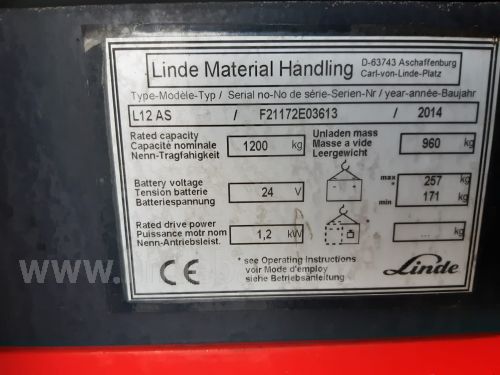 Linde Material Handling
D-63743 Aschaffenburg
Carl-von-Linde-Platz
Type-Modèle-Typ / Serial no-No de série-Serien-Nr / year-année-Baujahr
L12 AS / F21172E03613 / 2014
Rated capacity
Capacité nominale
Nenn-Tragfähigkeit
1200 kg
Unladen mass
Masse a vide
Leergewicht
960 kg
Battery voltage
Tension batterie
Batteriespannung
24 V
max 257 kg
*
min 171 kg
Rated drive power
Puissance motr nom
Nenn-Antriebsleist.
1,2 kW
... kg
CE
* see Operating Instructions
voir Mode d'emploi
siehe Betriebsanleitung
Linde
www.